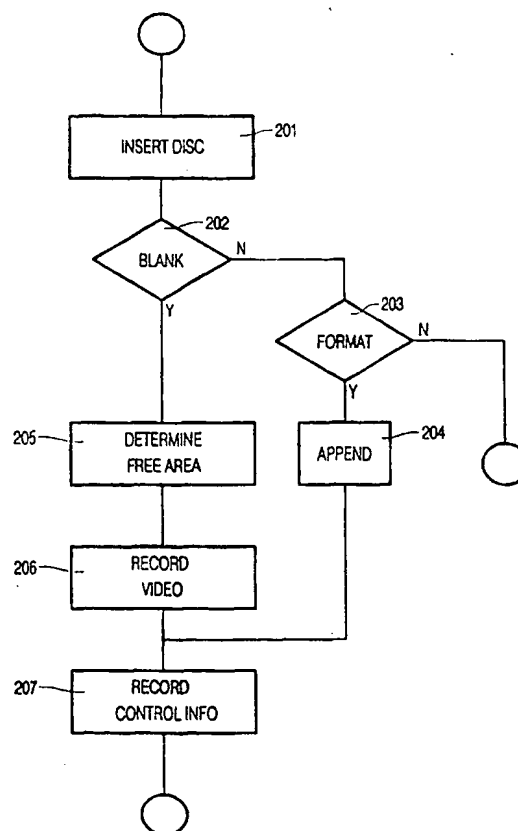 201
INSERT DISC
202
BLANK
N
Y
203
FORMAT
N
Y
205
DETERMINE
FREE AREA
204
APPEND
206
RECORD
VIDEO
207
RECORD
CONTROL INFO